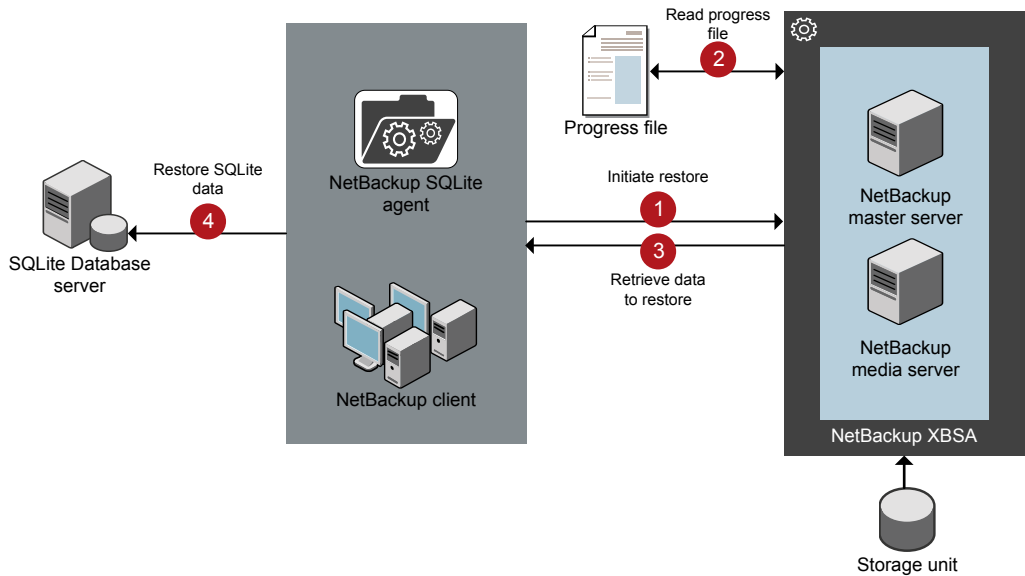 Read progress
file
2
Progress file
NetBackup SQLite
agent
Restore SQLite
data
4
SQLite Database
server
Initiate restore
1
3
Retrieve data
to restore
NetBackup client
NetBackup
master server
NetBackup
media server
NetBackup XBSA
Storage unit